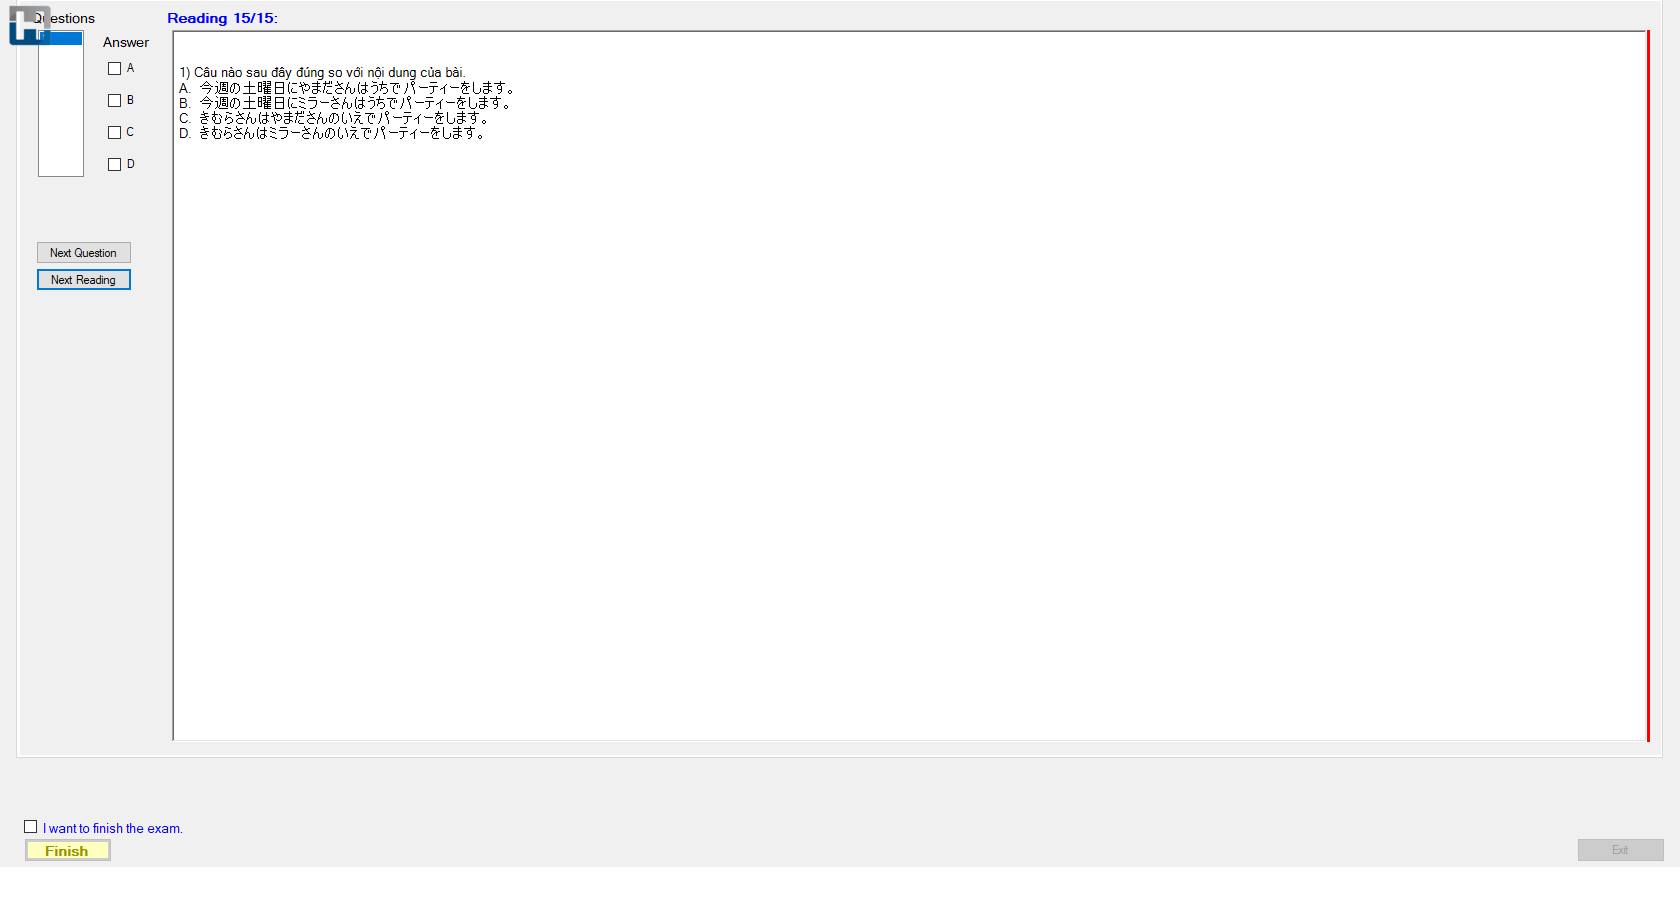 Questions
Reading 15/15:
Answer
A
B
C
D
1) Câu nào sau đây đúng so với nội dung của bài.
A. 今週の土曜日にやまださんはうちでパーティーをします。
B. 今週の土曜日にミラーさんはうちでパーティーをします。
C. きむらさんはやまださんのいえでパーティーをします。
D. きむらさんはミラーさんのいえでパーティーをします。
Next Question
Next Reading
I want to finish the exam.
Finish
Exit